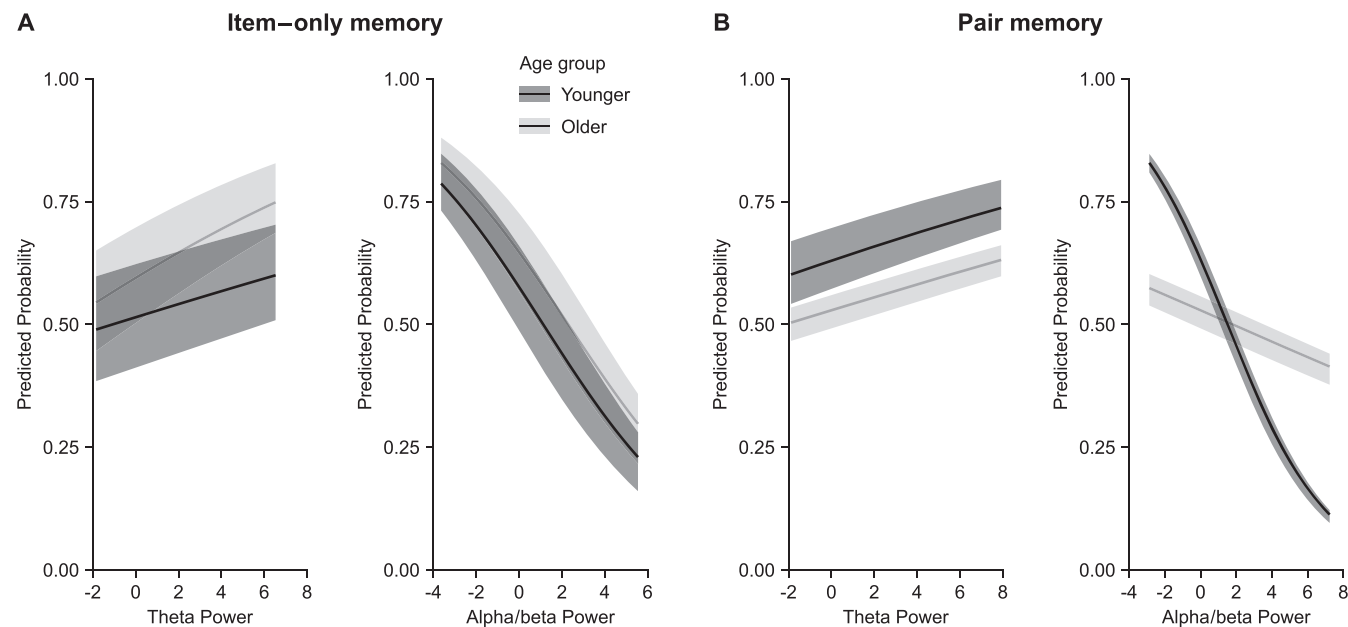 A Item–only memory
B Pair memory
Age group
Younger
Older
1.00
0.75
0.50
0.25
0.00
Predicted Probability
-2 0 2 4 6 8
Theta Power
1.00
0.75
0.50
0.25
0.00
Predicted Probability
-4 -2 0 2 4 6
Alpha/beta Power
1.00
0.75
0.50
0.25
0.00
Predicted Probability
-2 0 2 4 6 8
Theta Power
1.00
0.75
0.50
0.25
0.00
Predicted Probability
-4 -2 0 2 4 6 8
Alpha/beta Power